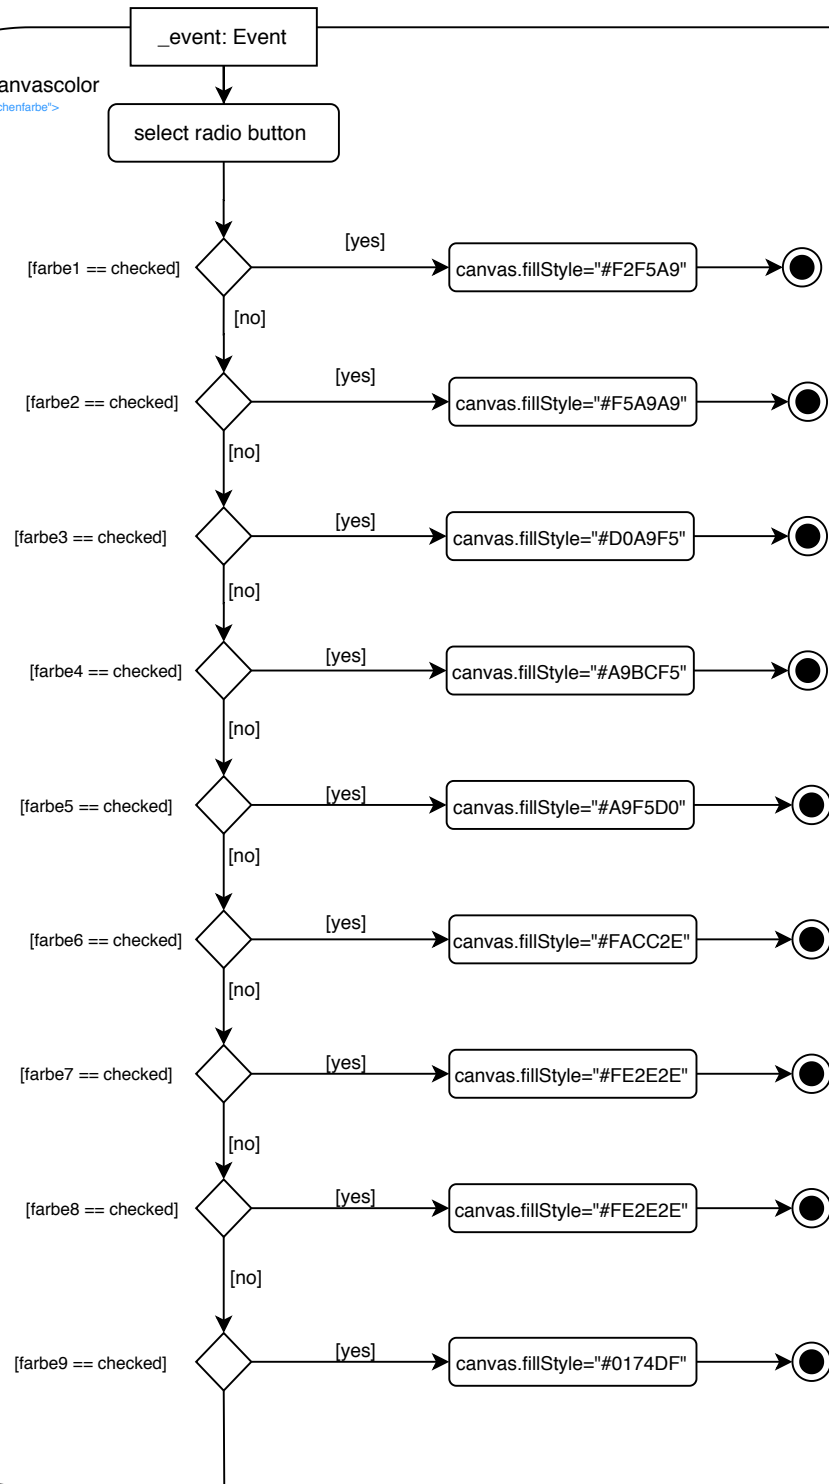 _event: Event
anvascolor
chenfarbe">
select radio button
[yes]
[farbe1 == checked]
canvas.fillStyle="#F2F5A9"
[no]
[yes]
[farbe2 == checked]
canvas.fillStyle="#F5A9A9"
[no]
[yes]
[farbe3 == checked]
canvas.fillStyle="#D0A9F5"
[no]
[yes]
[farbe4 == checked]
canvas.fillStyle="#A9BCF5"
[no]
[yes]
[farbe5 == checked]
canvas.fillStyle="#A9F5D0"
[no]
[yes]
[farbe6 == checked]
canvas.fillStyle="#FACC2E"
[no]
[yes]
[farbe7 == checked]
canvas.fillStyle="#FE2E2E"
[no]
[yes]
[farbe8 == checked]
canvas.fillStyle="#FE2E2E"
[no]
[yes]
[farbe9 == checked]
canvas.fillStyle="#0174DF"